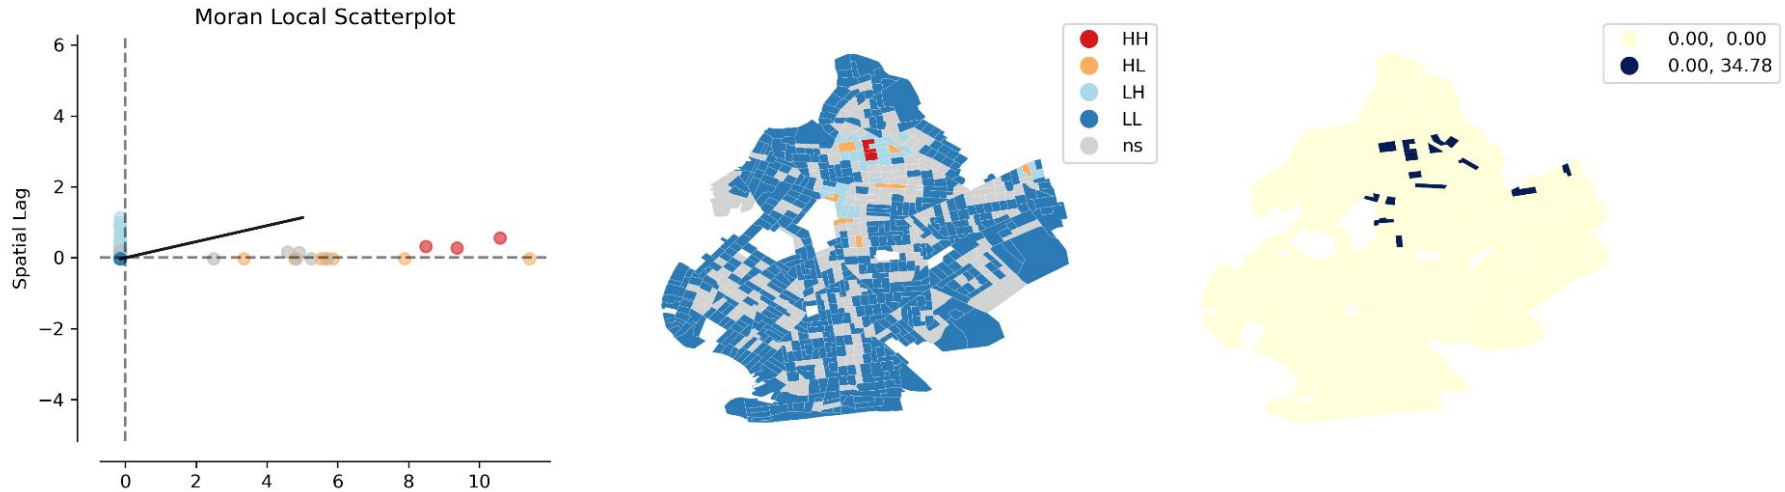 Moran Local Scatterplot
Spatial Lag
6
4
2
0
−2
−4
0 2 4 6 8 10
HH
HL
LH
LL
ns
0.00, 0.00
0.00, 34.78